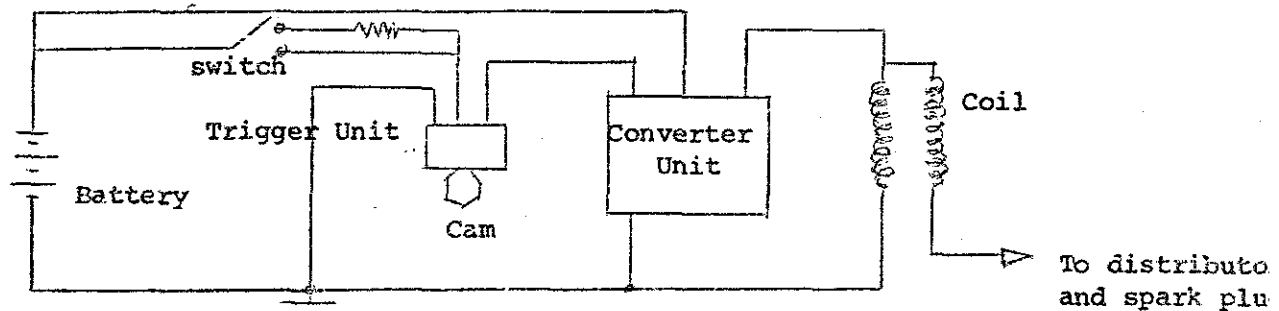 switch
Trigger Unit
Battery
Cam
Converter
Unit
Coil
To distributo
and spark plu